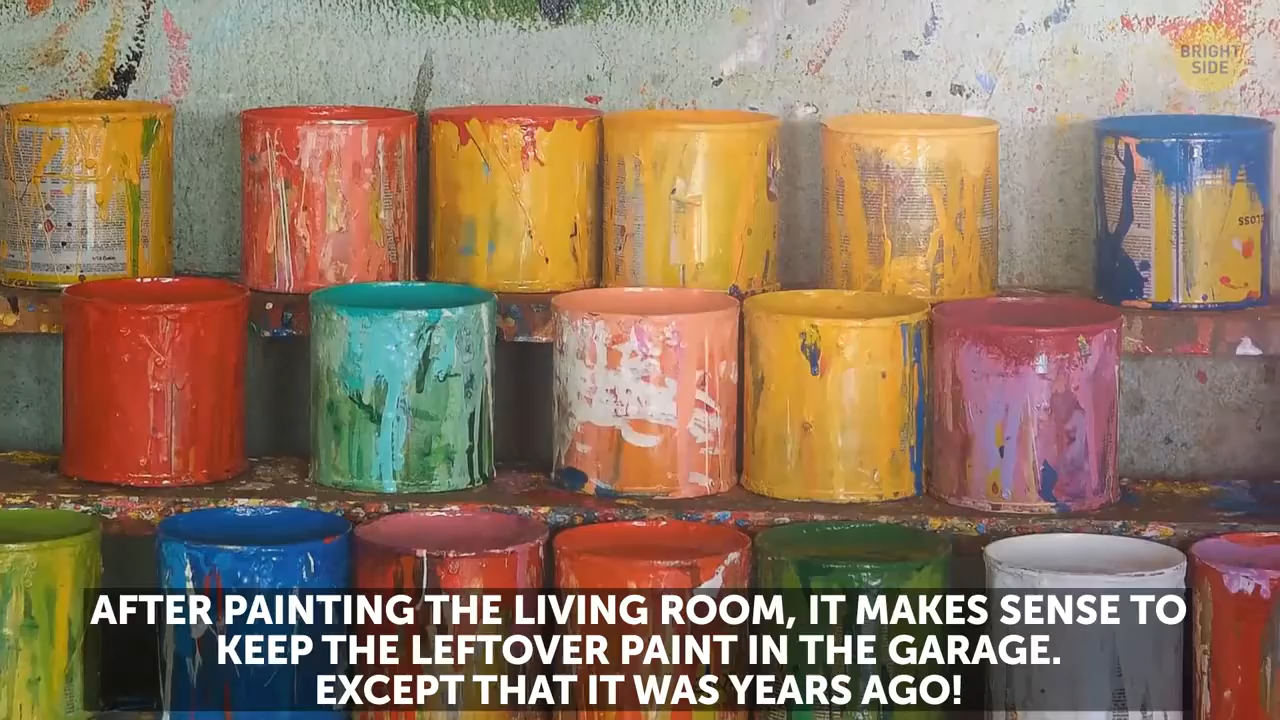 BRIGHT
SIDE
GLOSS
AFTER PAINTING THE LIVING ROOM, IT MAKES SENSE TO
KEEP THE LEFTOVER PAINT IN THE GARAGE.
EXCEPT THAT IT WAS YEARS AGO!